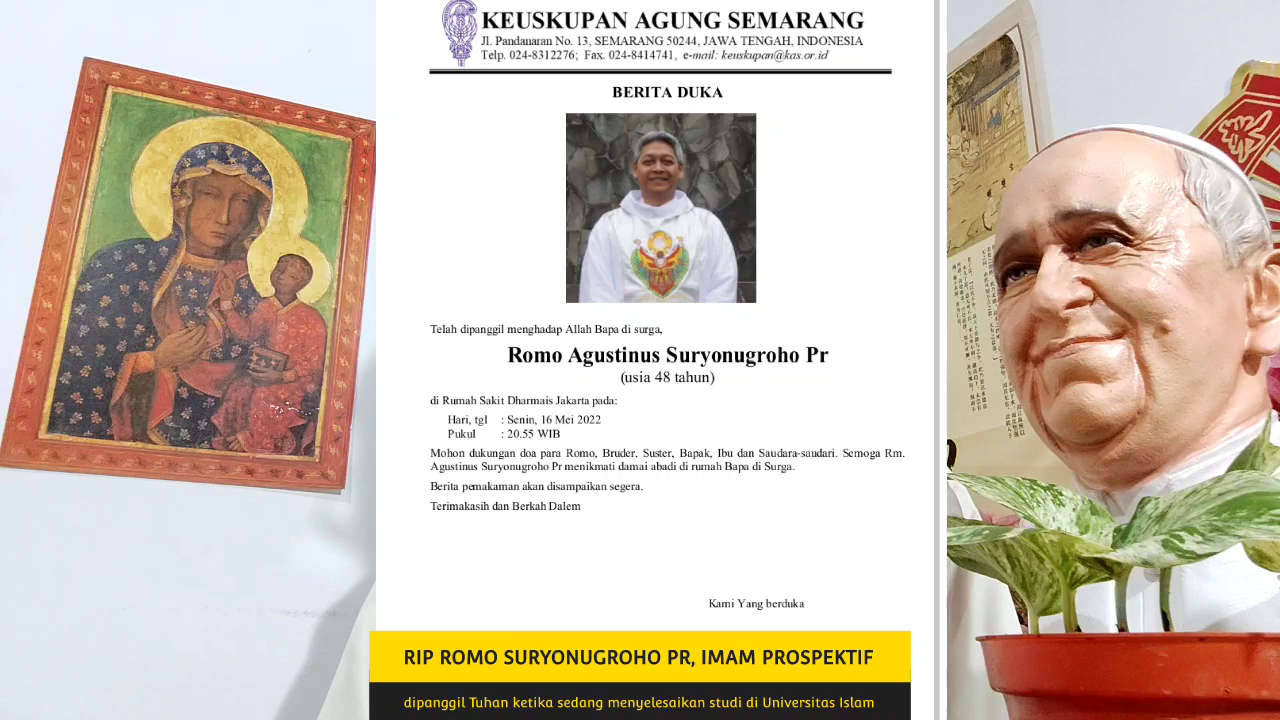 KEUSKUPAN AGUNG SEMARANG
Jl. Pandanaran No. 13, SEMARANG 50244, JAWA TENGAH, INDONESIA
Telp. 024-8312276; Fax. 024-8414741, e-mail: keuskupan@kas.or.id
BERITA DUKA
Telah dipanggil menghadap Allah Bapa di surga,
Romo Agustinus Suryonugroho Pr
(usia 48 tahun)
di Rumah Sakit Dharmais Jakarta pada:
Hari, tgl : Senin, 16 Mei 2022
Pukul : 20.55 WIB
Mohon dukungan doa para Romo, Bruder, Suster, Bapak, Ibu dan Saudara-saudari. Semoga Rm.
Agustinus Suryonugroho Pr menikmati damai abadi di rumah Bapa di Surga.
Berita pemakaman akan disampaikan segera.
Terimakasih dan Berkah Dalem
Kami Yang berduka
RIP ROMO SURYONUGROHO PR, IMAM PROSPEKTIF
dipanggil Tuhan ketika sedang menyelesaikan studi di Universitas Islam